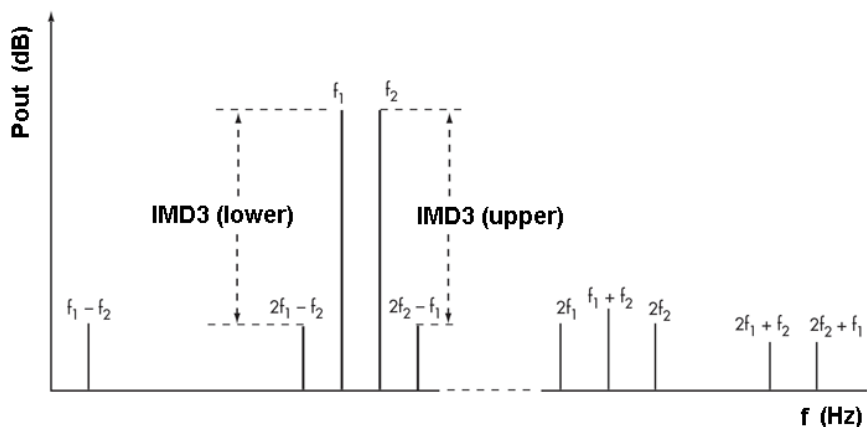 Pout (dB)
f₁
f₂
IMD3 (lower)
IMD3 (upper)
f₁ – f₂
2f₁ – f₂
2f₂ – f₁
2f₁
f₁ + f₂
2f₂
2f₁ + f₂
2f₂ + f₁
f (Hz)